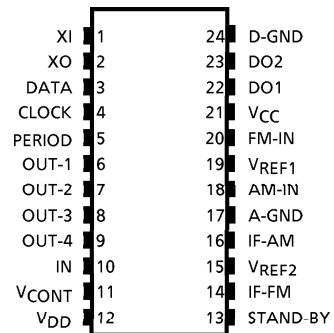 XI 1 24 D-GND
XO 2 23 DO2
DATA 3 22 DO1
CLOCK 4 21 VCC
PERIOD 5 20 FM-IN
OUT-1 6 19 VREF1
OUT-2 7 18 AM-IN
OUT-3 8 17 A-GND
OUT-4 9 16 IF-AM
IN 10 15 VREF2
VCONT 11 14 IF-FM
VDD 12 13 STAND-BY